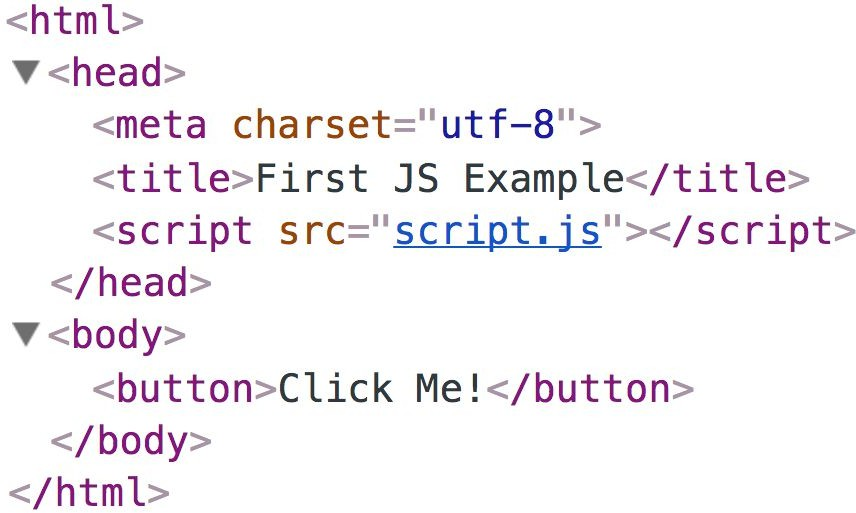 <html>
<head>
<meta charset="utf-8">
<title>First JS Example</title>
<script src="script.js"></script>
</head>
<body>
<button>Click Me!</button>
</body>
</html>